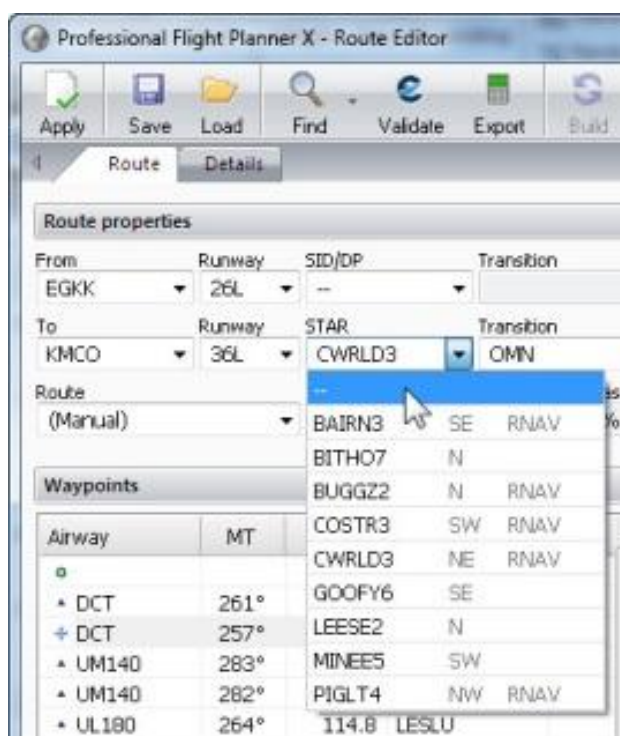 Professional Flight Planner X - Route Editor
Apply Save Load Find Validate Export Build
Route Details
Route properties
From Runway SID/DP Transition
EGKK 26L --
To Runway STAR Transition
KMCO 36L CWRLD3 OMN
Route
--
(Manual) %
BAIRN3 SE RNAV
BITHO7 N
Waypoints
BUGGZ2 N RNAV
Airway MT
COSTR3 SW RNAV
CWRLD3 NE RNAV
DCT 261°
GOOFY6 SE
DCT 257°
LEESE2 N
UM140 283°
MINEE5 SW
UM140 282°
PIGLT4 NW RNAV
UL180 264° 114.8 LESLU